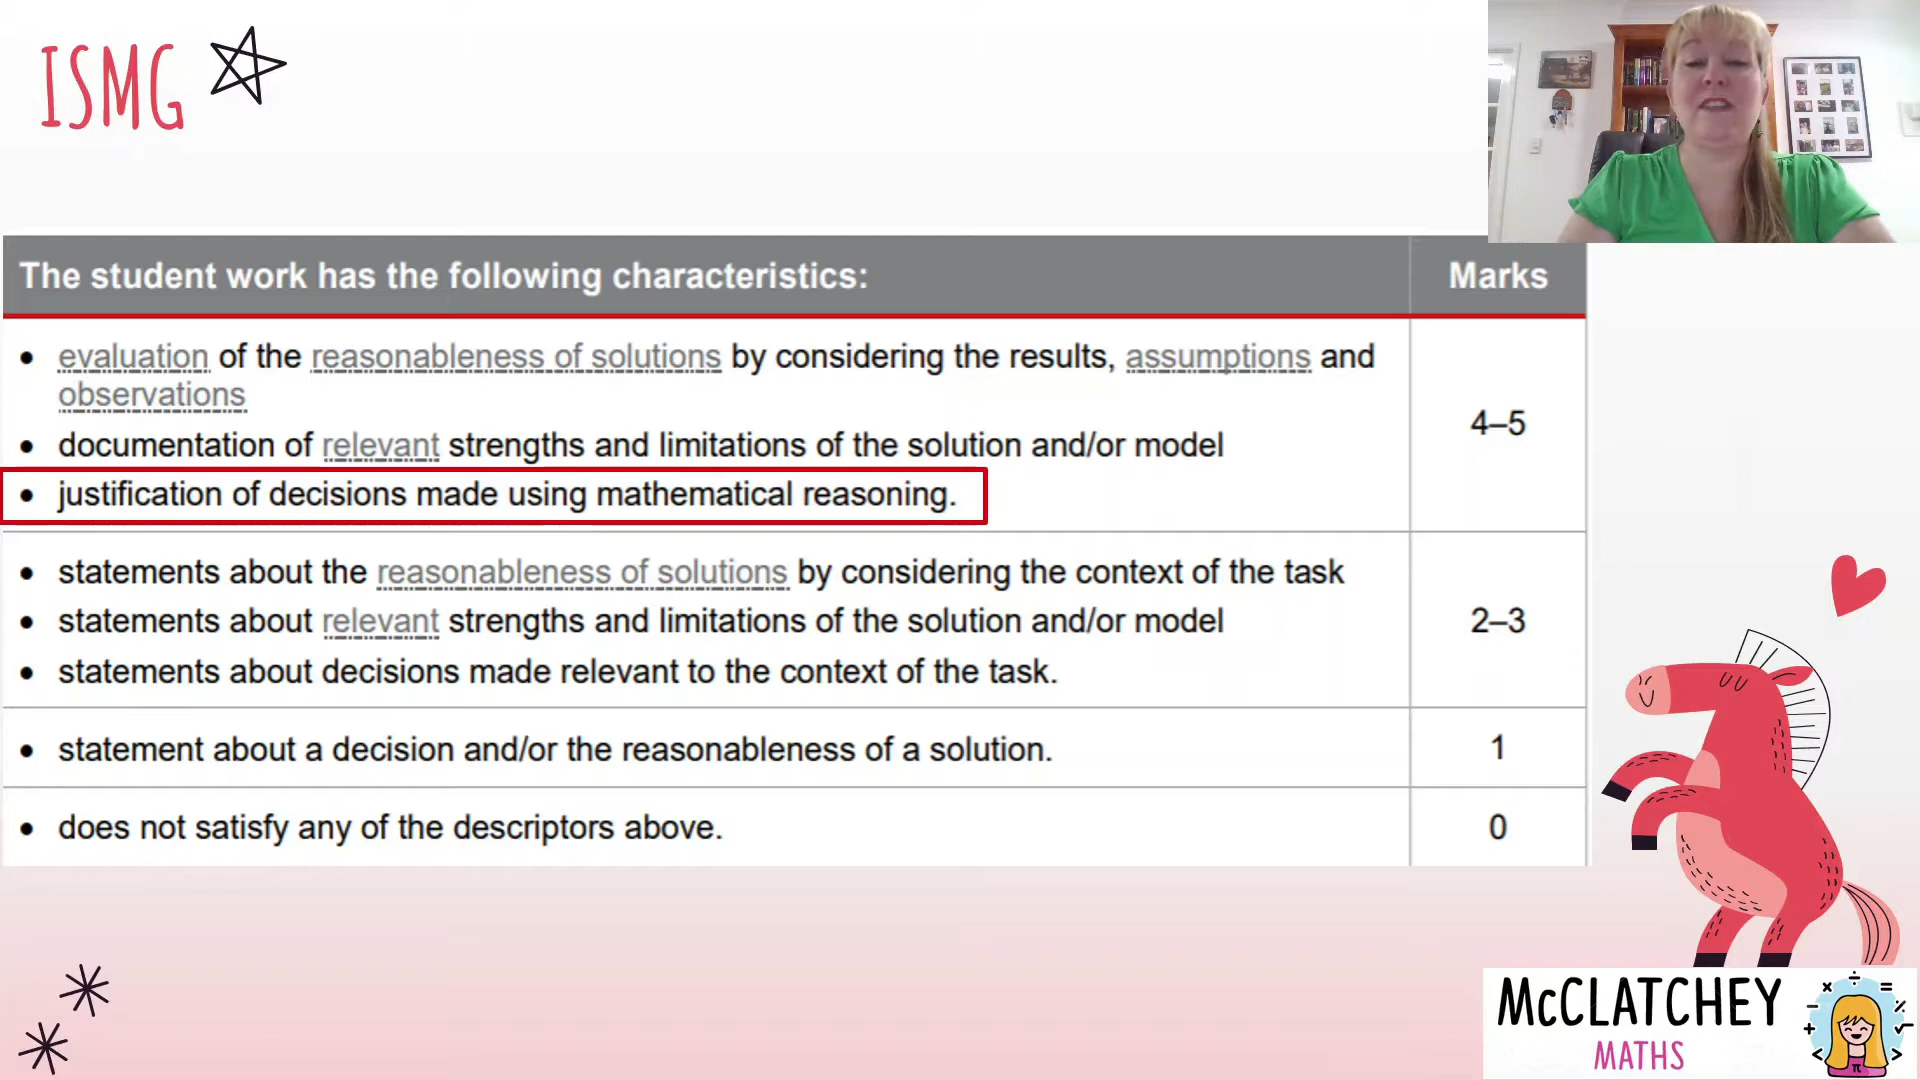 ISMG
The student work has the following characteristics:
Marks
• evaluation of the reasonableness of solutions by considering the results, assumptions and
observations
• documentation of relevant strengths and limitations of the solution and/or model
• justification of decisions made using mathematical reasoning.
4–5
• statements about the reasonableness of solutions by considering the context of the task
• statements about relevant strengths and limitations of the solution and/or model
• statements about decisions made relevant to the context of the task.
2–3
• statement about a decision and/or the reasonableness of a solution.
1
• does not satisfy any of the descriptors above.
0
McCLATCHEY
MATHS